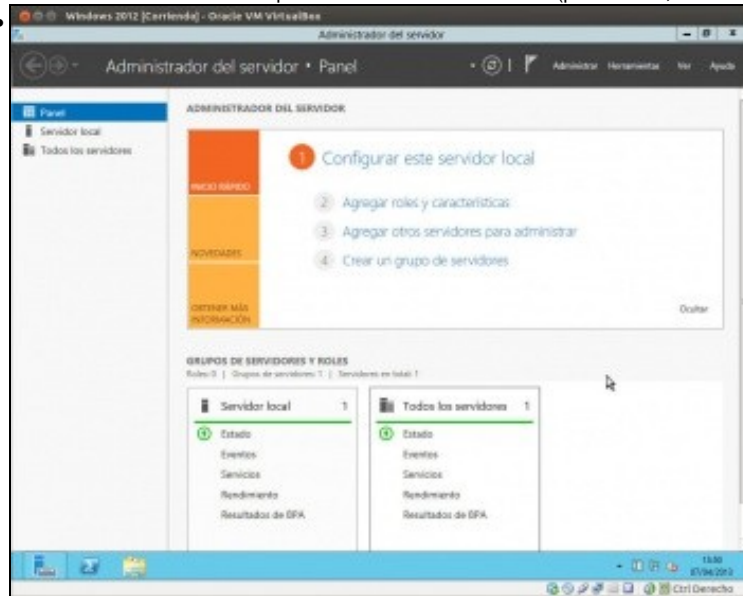 Windows 2012 [Corriendo] - Oracle VM VirtualBox
Administrador del servidor
Administrador del servidor • Panel
Administrar Herramientas Ver Ayuda
Panel
Servidor local
Todos los servidores
ADMINISTRADOR DEL SERVIDOR
INICIO RÁPIDO
1 Configurar este servidor local
2 Agregar roles y características
3 Agregar otros servidores para administrar
4 Crear un grupo de servidores
NOVEDADES
OBTENER MÁS
INFORMACIÓN
Ocultar
GRUPOS DE SERVIDORES Y ROLES
Roles: 0 | Grupos de servidores: 1 | Servidores en total: 1
Servidor local 1
Estado
Eventos
Servicios
Rendimiento
Resultados de BPA
Todos los servidores 1
Estado
Eventos
Servicios
Rendimiento
Resultados de BPA
07/04/2013
Ctrl Derecho